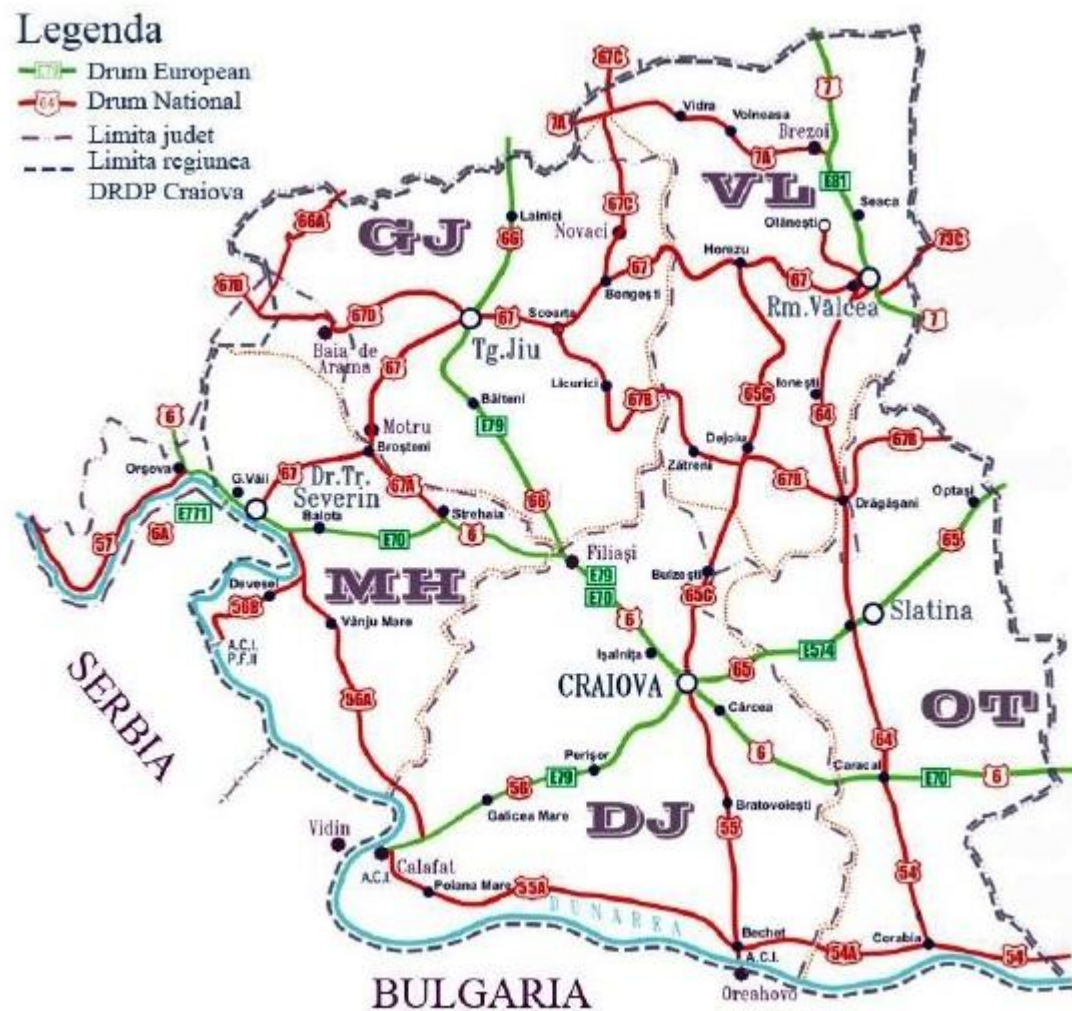 Legenda
E79 Drum European
64 Drum National
Limita judet
Limita regiunea
DRDP Craiova
67C
7
7A
Vidra
Voineasa
Brezoi
7A
VL
E81
66A
GJ
Lainici
67C
Novaci
Olănești
Seaca
73C
66
67
Horezu
67D
Bengești
67
Rm.Vâlcea
67D
67
Scoarța
7
Tg.Jiu
Baia de
Arama
67
Licurici
67B
65C
Ionești
64
Bălteni
E79
Motru
Broșteni
Dejoiu
67B
6
Zătreni
67B
Orșova
G.Văii
67
Dr.Tr.
Severin
67A
66
Drăgășani
Optași
E771
6A
57
Balota
E70
Strehaia
6
65
Filiași
E79
E70
Bulzești
65C
Slatina
MH
Devesel
56B
Vânju Mare
6
A.C.I.
P.F.II
Ișalnița
65
E574
CRAIOVA
OT
SERBIA
56A
Cârcea
6
64
Perișor
Caracal
E70
6
E79
56
Galicea Mare
DJ
Bratovoiești
55
Vidin
Calafat
A.C.I.
Poiana Mare
55A
DUNAREA
54
Bechet
A.C.I.
54A
Corabia
54
Oreahovo
BULGARIA